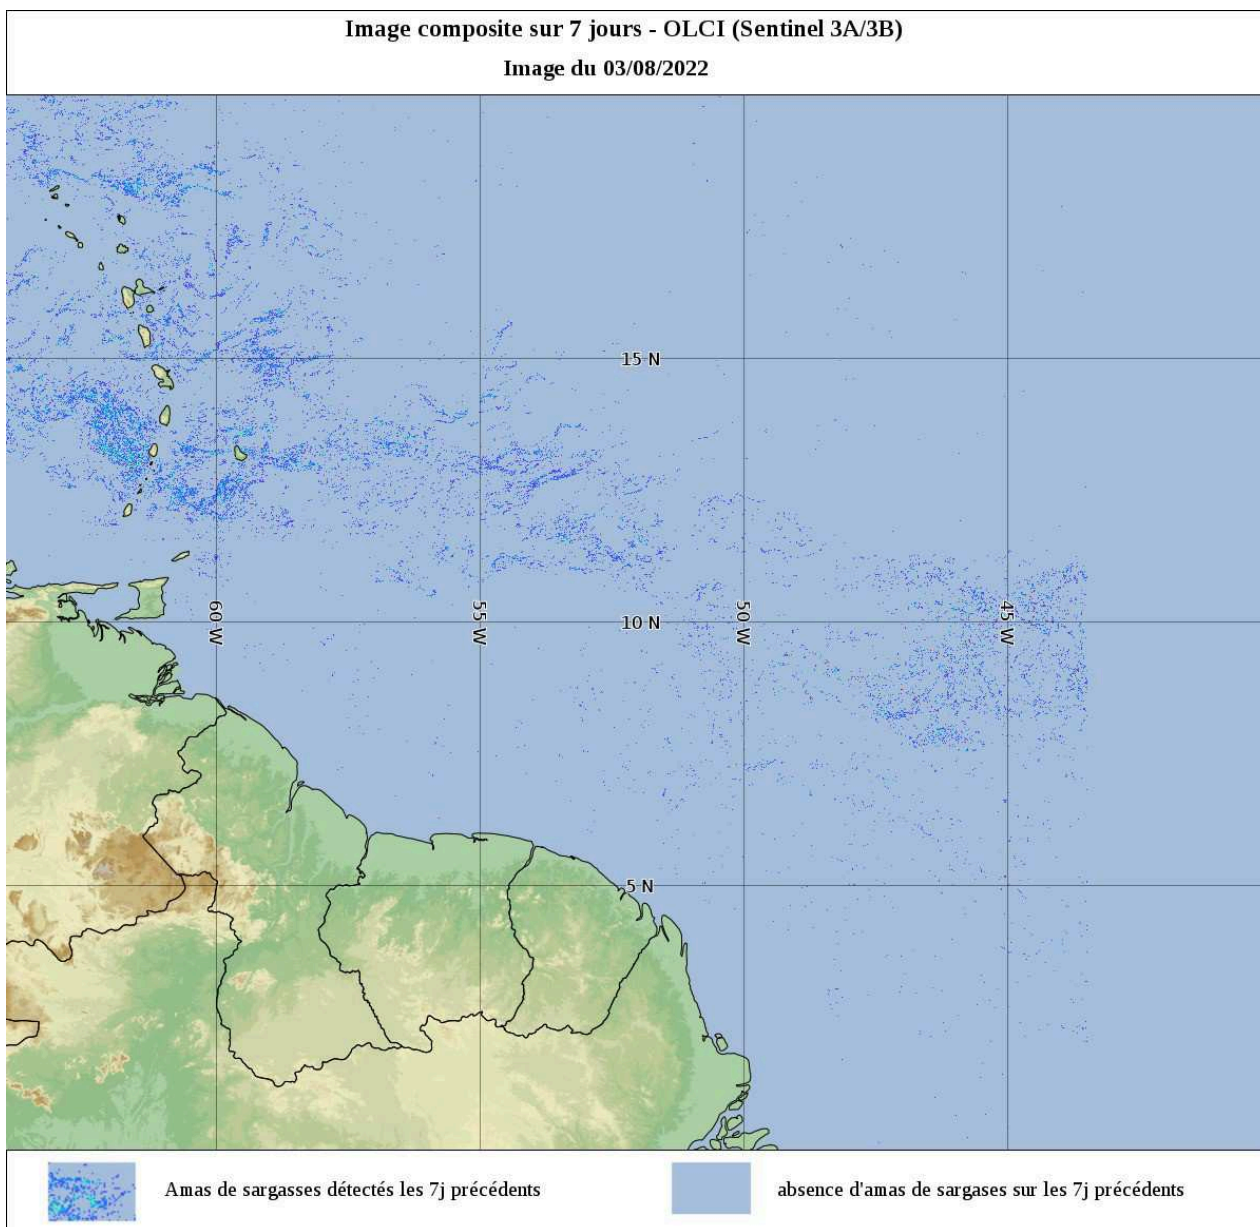 Image composite sur 7 jours - OLCI (Sentinel 3A/3B)
Image du 03/08/2022
15 N
60 W
55 W
10 N
50 W
45 W
5 N
Amas de sargasses détectés les 7j précédents
absence d'amas de sargases sur les 7j précédents